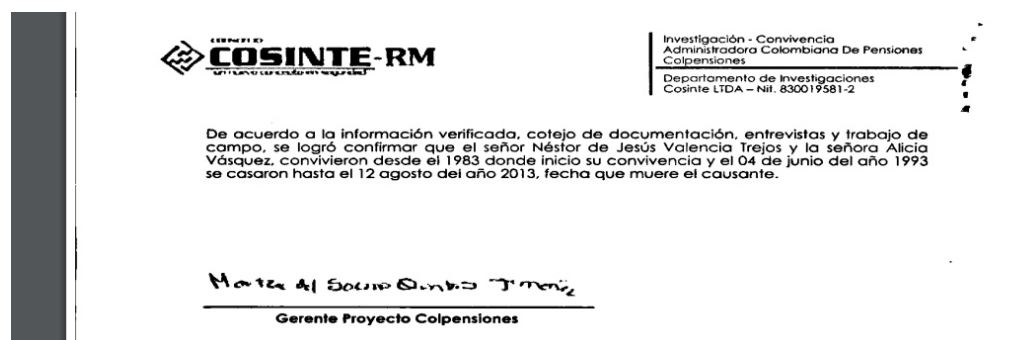 COSINTE-RM
Investigación - Convivencia
Administradora Colombiana De Pensiones
Colpensiones
Departamento de Investigaciones
Cosinte LTDA – Nit. 830019581-2
De acuerdo a la información verificada, cotejo de documentación, entrevistas y trabajo de
campo, se logró confirmar que el señor Néstor de Jesús Valencia Trejos y la señora Alicia
Vásquez, convivieron desde el 1983 donde inicio su convivencia y el 04 de junio del año 1993
se casaron hasta el 12 agosto del año 2013, fecha que muere el causante.
Gerente Proyecto Colpensiones